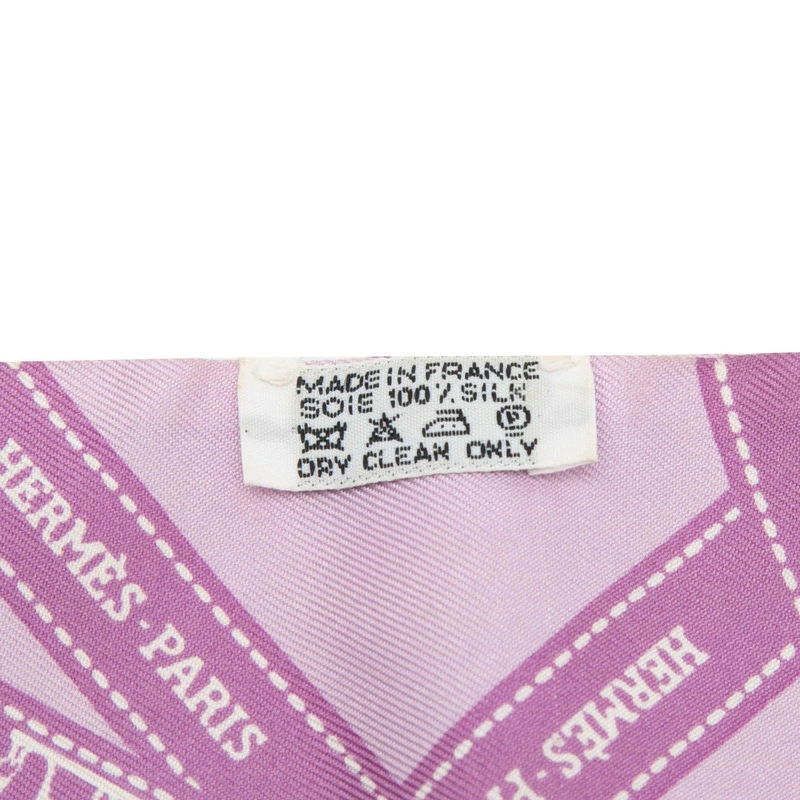 MADE IN FRANCE
SOIE 100% SILK
DRY CLEAN ONLY
HERMÈS-PARIS
HERMÈS-P